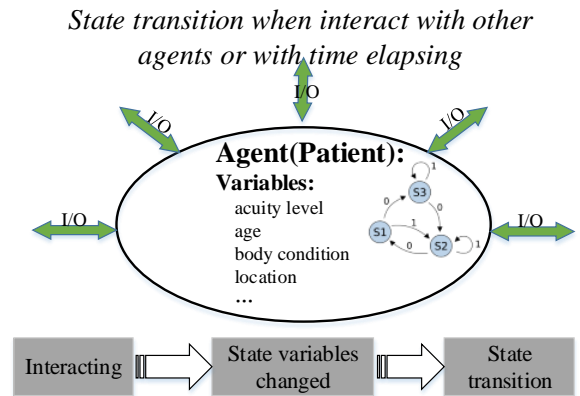 State transition when interact with other
agents or with time elapsing
I/O
I/O
I/O
Agent(Patient):
Variables:
acuity level
age
body condition
location
...
1
S3
0
0
S1
1
S2
1
0
I/O
I/O
Interacting
State variables
changed
State
transition